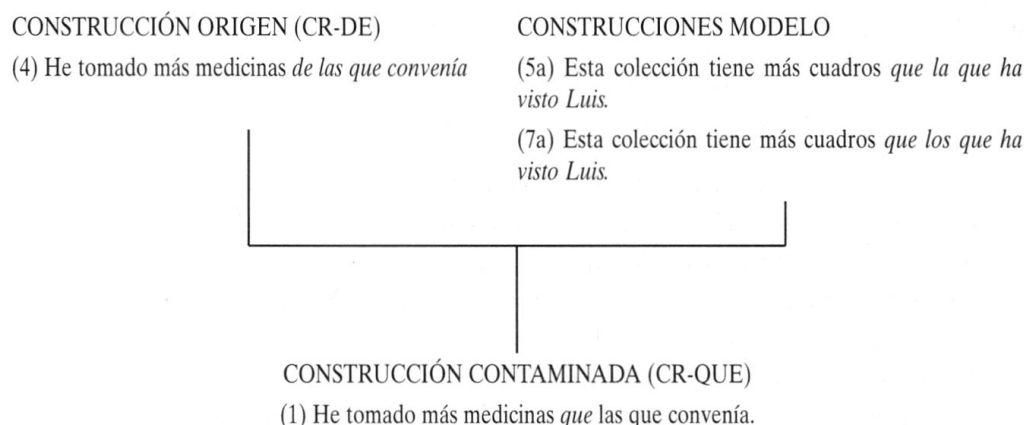 CONSTRUCCIÓN ORIGEN (CR-DE)
(4) He tomado más medicinas de las que convenía
CONSTRUCCIONES MODELO
(5a) Esta colección tiene más cuadros que la que ha
visto Luis.
(7a) Esta colección tiene más cuadros que los que ha
visto Luis.
CONSTRUCCIÓN CONTAMINADA (CR-QUE)
(1) He tomado más medicinas que las que convenía.